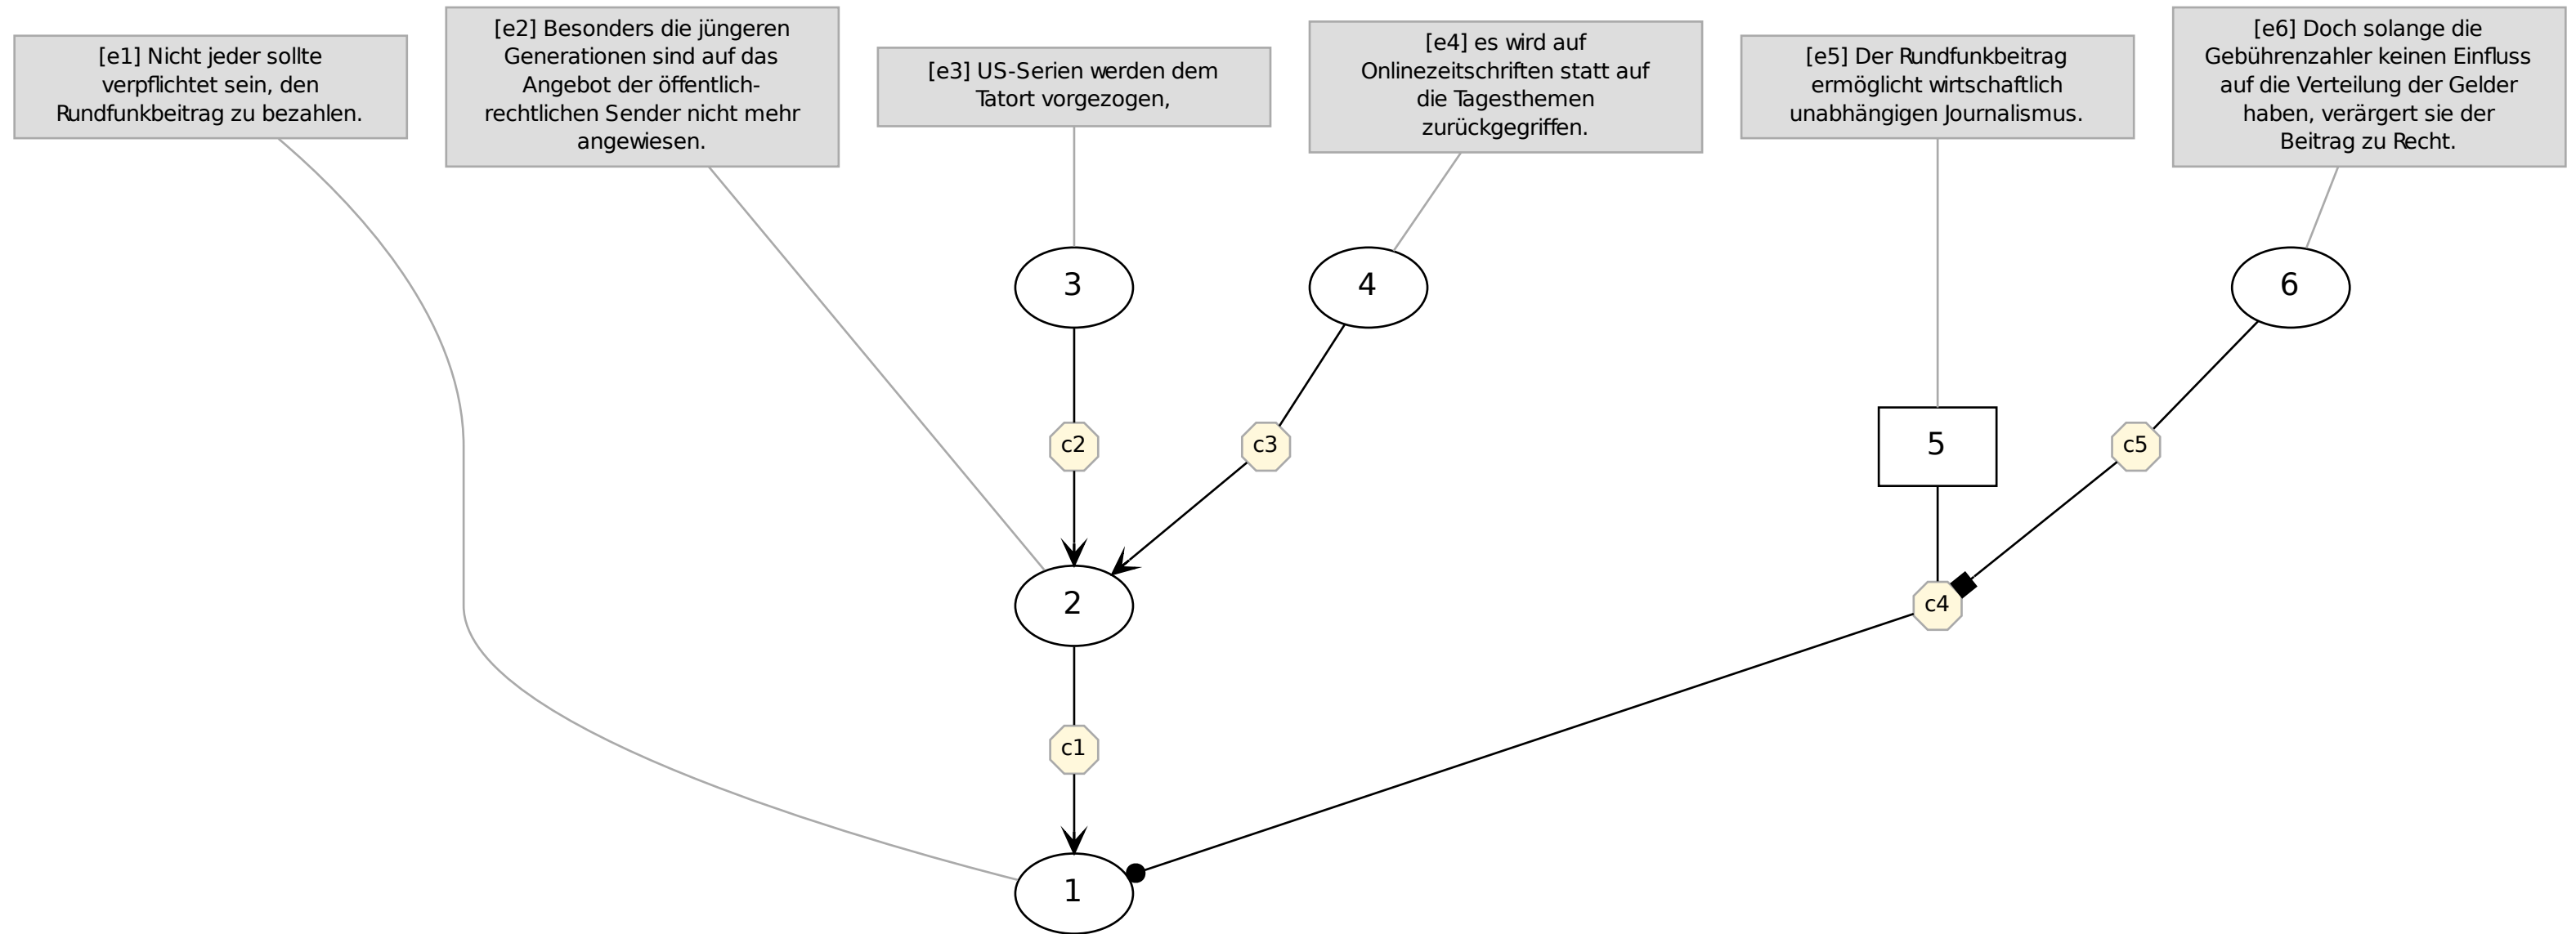 [e1] Nicht jeder sollte
verpflichtet sein, den
Rundfunkbeitrag zu bezahlen.
[e2] Besonders die jüngeren
Generationen sind auf das
Angebot der öffentlich-
rechtlichen Sender nicht mehr
angewiesen.
[e3] US-Serien werden dem
Tatort vorgezogen,
[e4] es wird auf
Onlinezeitschriften statt auf
die Tagesthemen
zurückgegriffen.
[e5] Der Rundfunkbeitrag
ermöglicht wirtschaftlich
unabhängigen Journalismus.
[e6] Doch solange die
Gebührenzahler keinen Einfluss
auf die Verteilung der Gelder
haben, verärgert sie der
Beitrag zu Recht.
3
4
6
c2
c3
5
c5
2
c4
c1
1